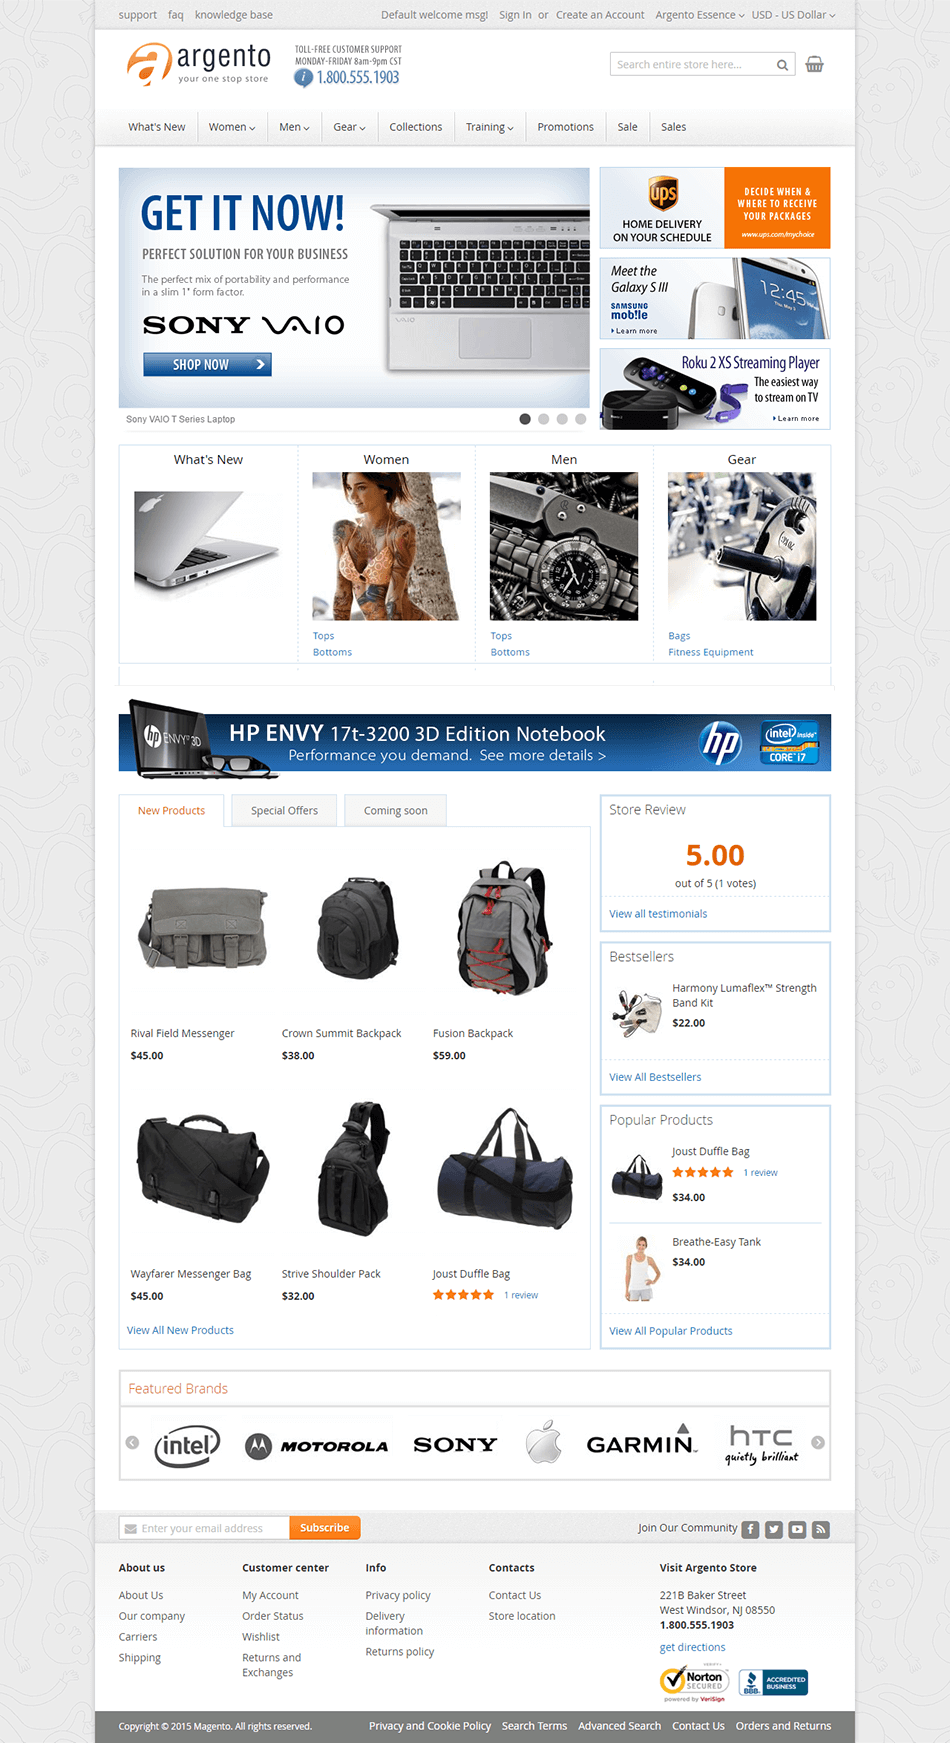 support faq knowledge base Default welcome msg! Sign In or Create an Account Argento Essence USD - US Dollar
argento
your one stop store
TOLL-FREE CUSTOMER SUPPORT
MONDAY-FRIDAY 8am-9pm CST
1.800.555.1903
Search entire store here...
What's New Women Men Gear Collections Training Promotions Sale Sales
GET IT NOW!
PERFECT SOLUTION FOR YOUR BUSINESS
The perfect mix of portability and performance
in a slim 1" form factor.
SONY VAIO
SHOP NOW
VAIO
Sony VAIO T Series Laptop
ups
HOME DELIVERY
ON YOUR SCHEDULE
DECIDE WHEN &
WHERE TO RECEIVE
YOUR PACKAGES
www.ups.com/mychoice
Meet the
Galaxy S III
SAMSUNG
mobile
Learn more
12:45
Roku 2 XS Streaming Player
The easiest way
to stream on TV
Learn more
What's New Women Men Gear
Tops Tops Bags
Bottoms Bottoms Fitness Equipment
hp ENVY 3D
HP ENVY 17t-3200 3D Edition Notebook
Performance you demand. See more details >
hp
intel inside
CORE i7
New Products Special Offers Coming soon
Rival Field Messenger Crown Summit Backpack Fusion Backpack
$45.00 $38.00 $59.00
Wayfarer Messenger Bag Strive Shoulder Pack Joust Duffle Bag
$45.00 $32.00 1 review
View All New Products
Store Review
5.00
out of 5 (1 votes)
View all testimonials
Bestsellers
Harmony Lumaflex™ Strength
Band Kit
$22.00
View All Bestsellers
Popular Products
Joust Duffle Bag
1 review
$34.00
Breathe-Easy Tank
$34.00
View All Popular Products
Featured Brands
intel MOTOROLA SONY GARMIN htc
quietly brilliant
Enter your email address Subscribe Join Our Community
About us Customer center Info Contacts Visit Argento Store
About Us
Our company
Carriers
Shipping
My Account
Order Status
Wishlist
Returns and
Exchanges
Privacy policy
Delivery
information
Returns policy
Contact Us
Store location
221B Baker Street
West Windsor, NJ 08550
1.800.555.1903
get directions
Norton
SECURED
powered by VeriSign
BBB
ACCREDITED
BUSINESS
Copyright © 2015 Magento. All rights reserved. Privacy and Cookie Policy Search Terms Advanced Search Contact Us Orders and Returns